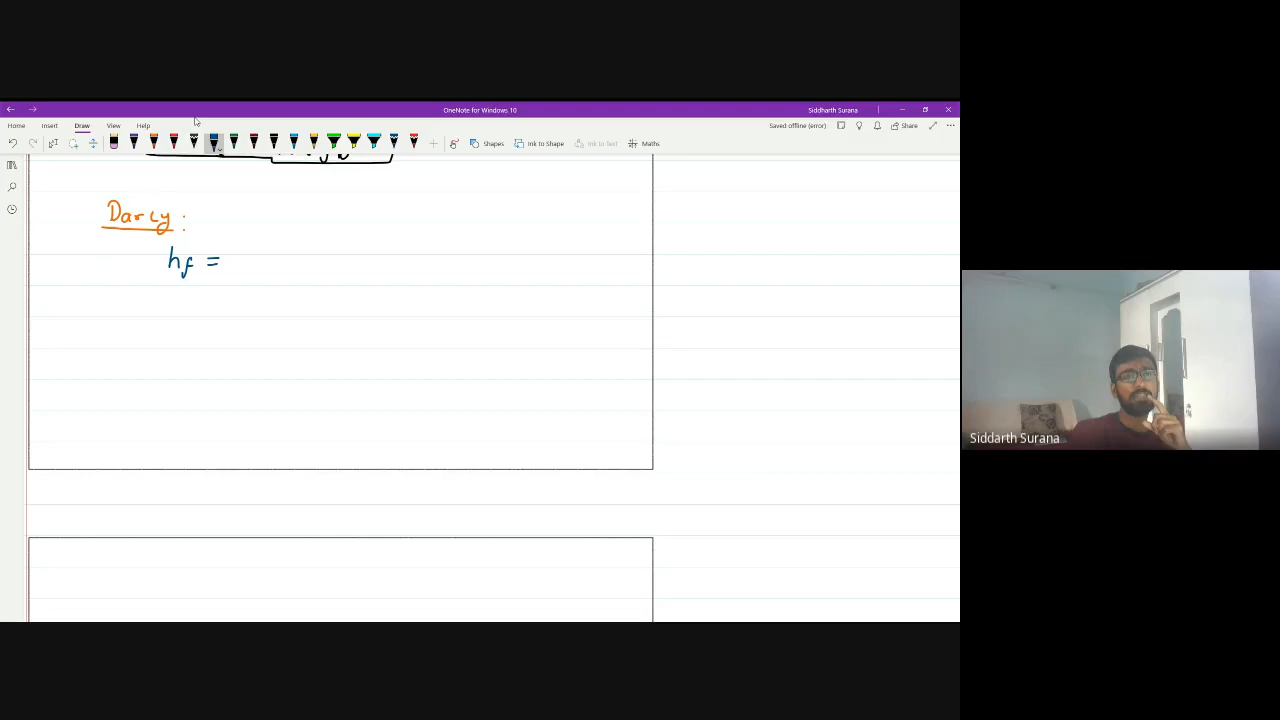 OneNote for Windows 10
Siddharth Surana
Home Insert Draw View Help
Saved offline (error)
Share
Shapes
Ink to Shape
Ink to Text
Maths
Darcy:
hf =
Siddarth Surana